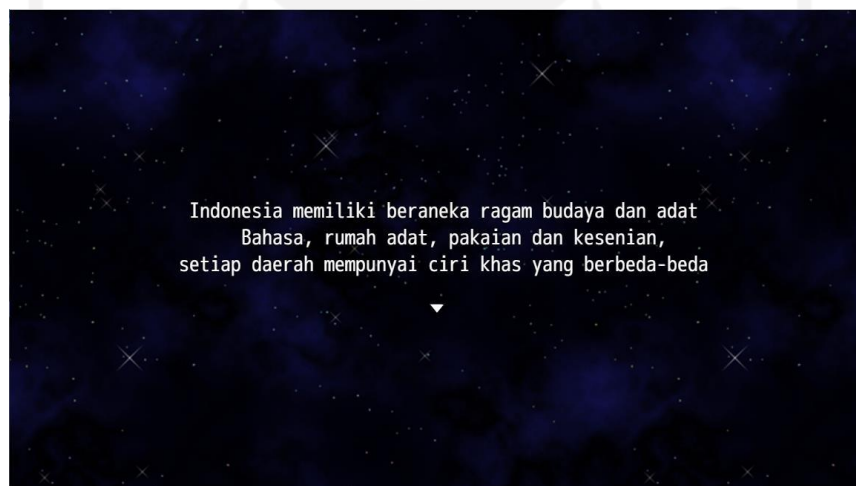 Indonesia memiliki beraneka ragam budaya dan adat
Bahasa, rumah adat, pakaian dan kesenian,
setiap daerah mempunyai ciri khas yang berbeda-beda